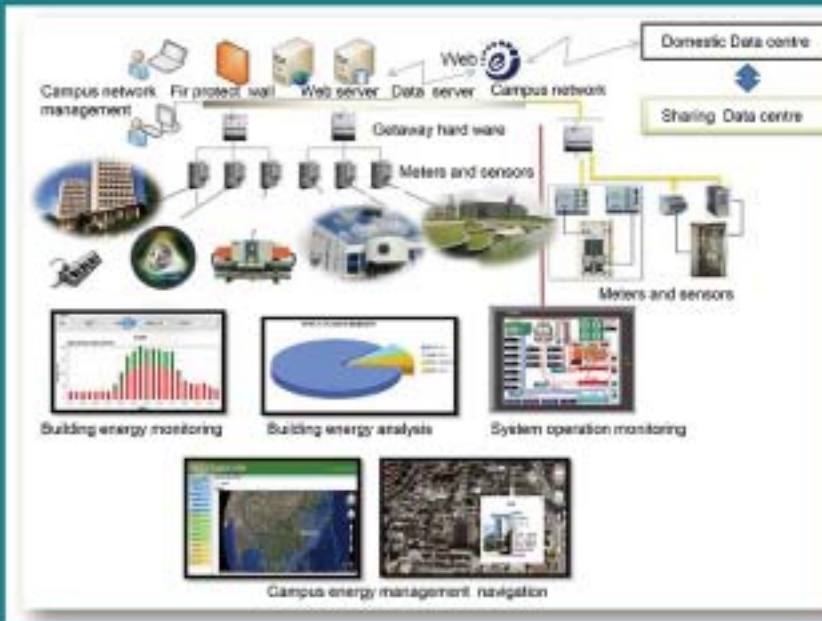 Domestic Data centre
Web
Campus network management
Fir protect wall
Web server
Data server
Campus network
Sharing Data centre
Getaway hard ware
Meters and sensors
Meters and sensors
Building energy monitoring
Building energy analysis
System operation monitoring
Campus energy management navigation